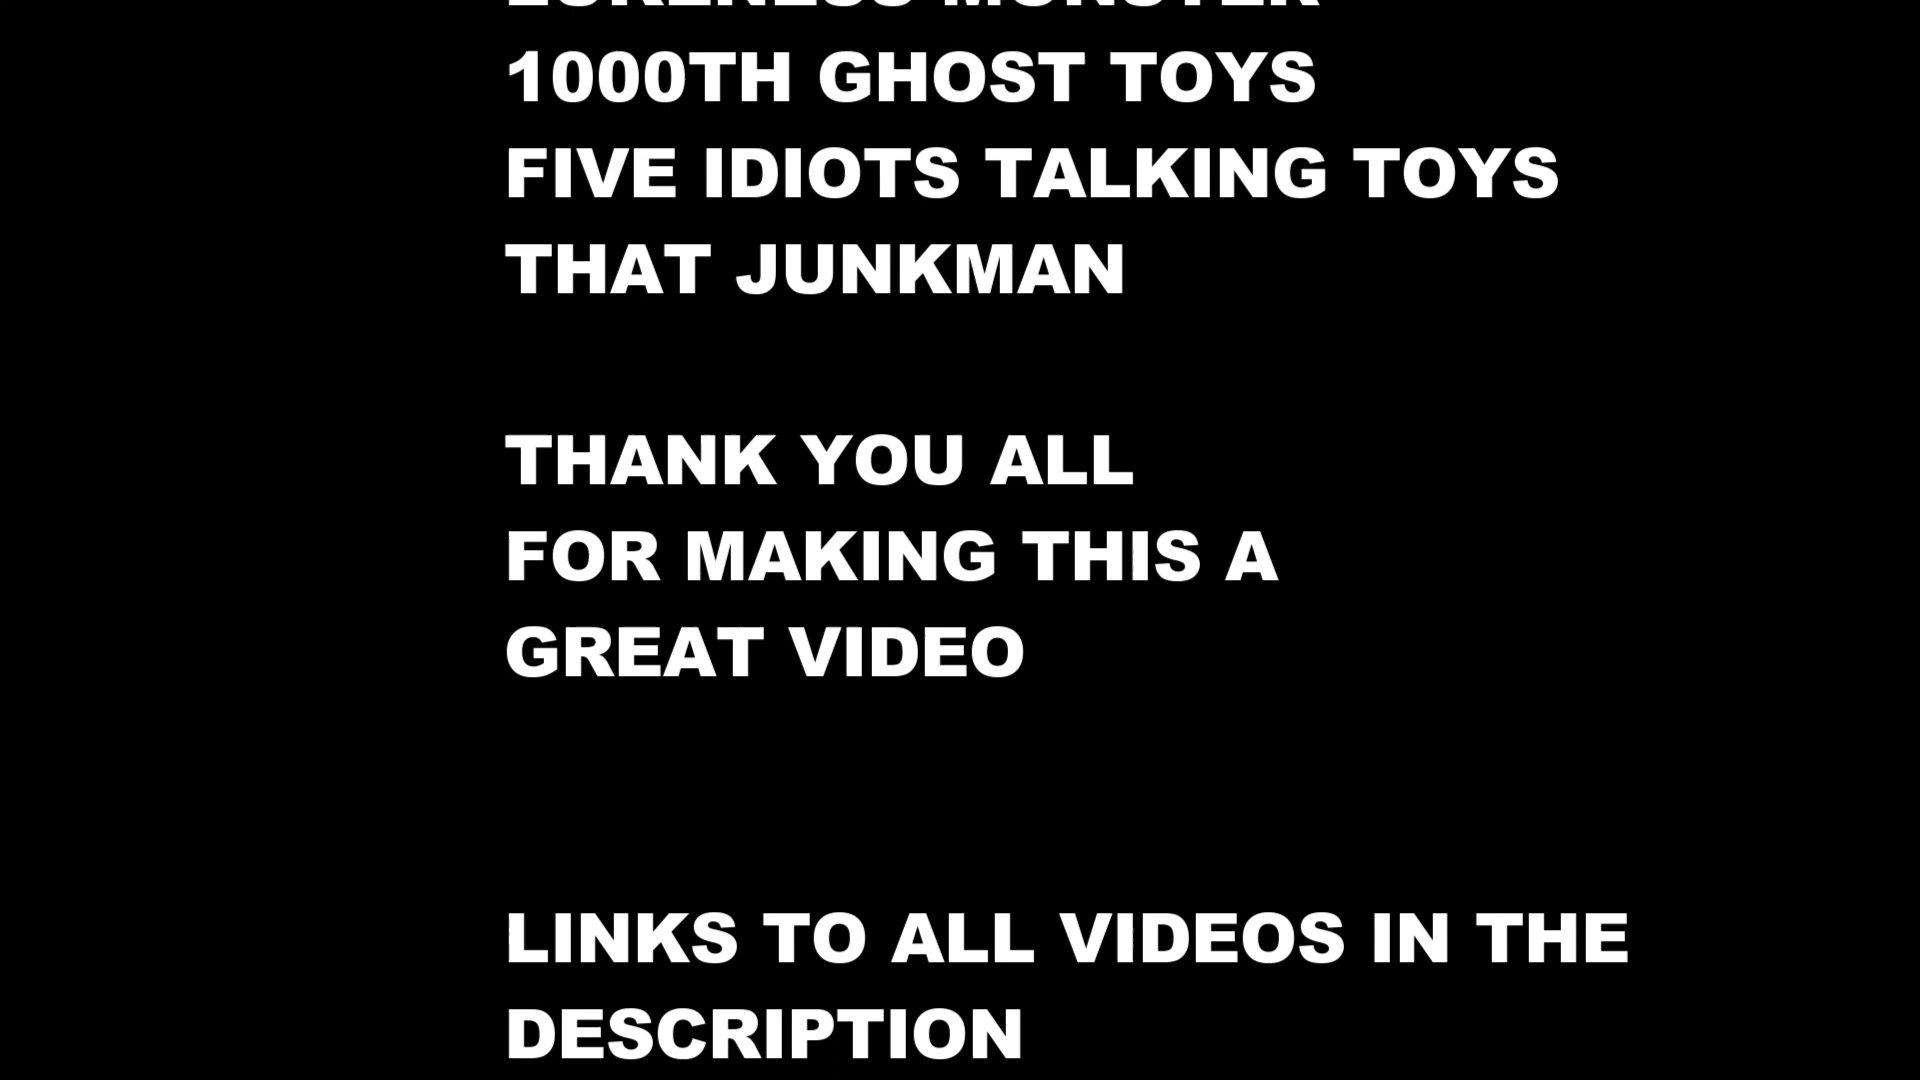 MONSTER
1000TH GHOST TOYS
FIVE IDIOTS TALKING TOYS
THAT JUNKMAN
THANK YOU ALL
FOR MAKING THIS A
GREAT VIDEO
LINKS TO ALL VIDEOS IN THE
DESCRIPTION